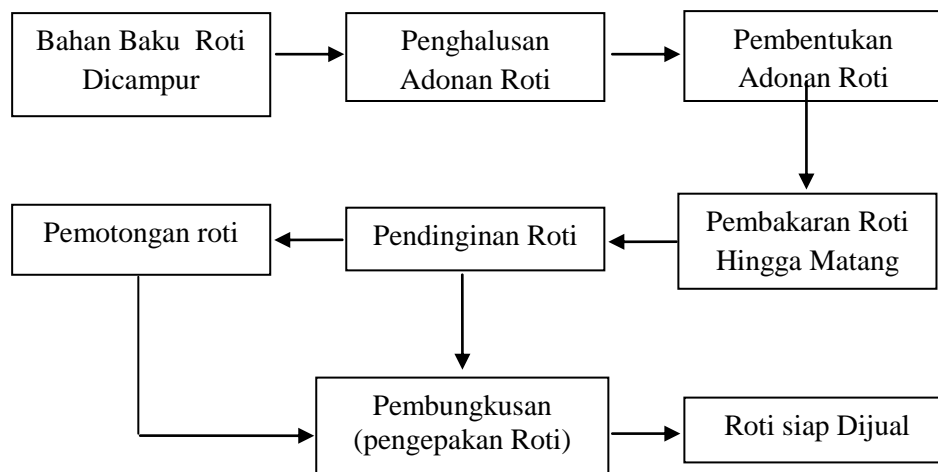 Bahan Baku  Roti
Dicampur
Penghalusan
Adonan Roti
Pembentukan
Adonan Roti
Pembakaran Roti
Hingga Matang
Pendinginan Roti
Pemotongan roti
Pembungkusan
(pengepakan Roti)
Roti siap Dijual